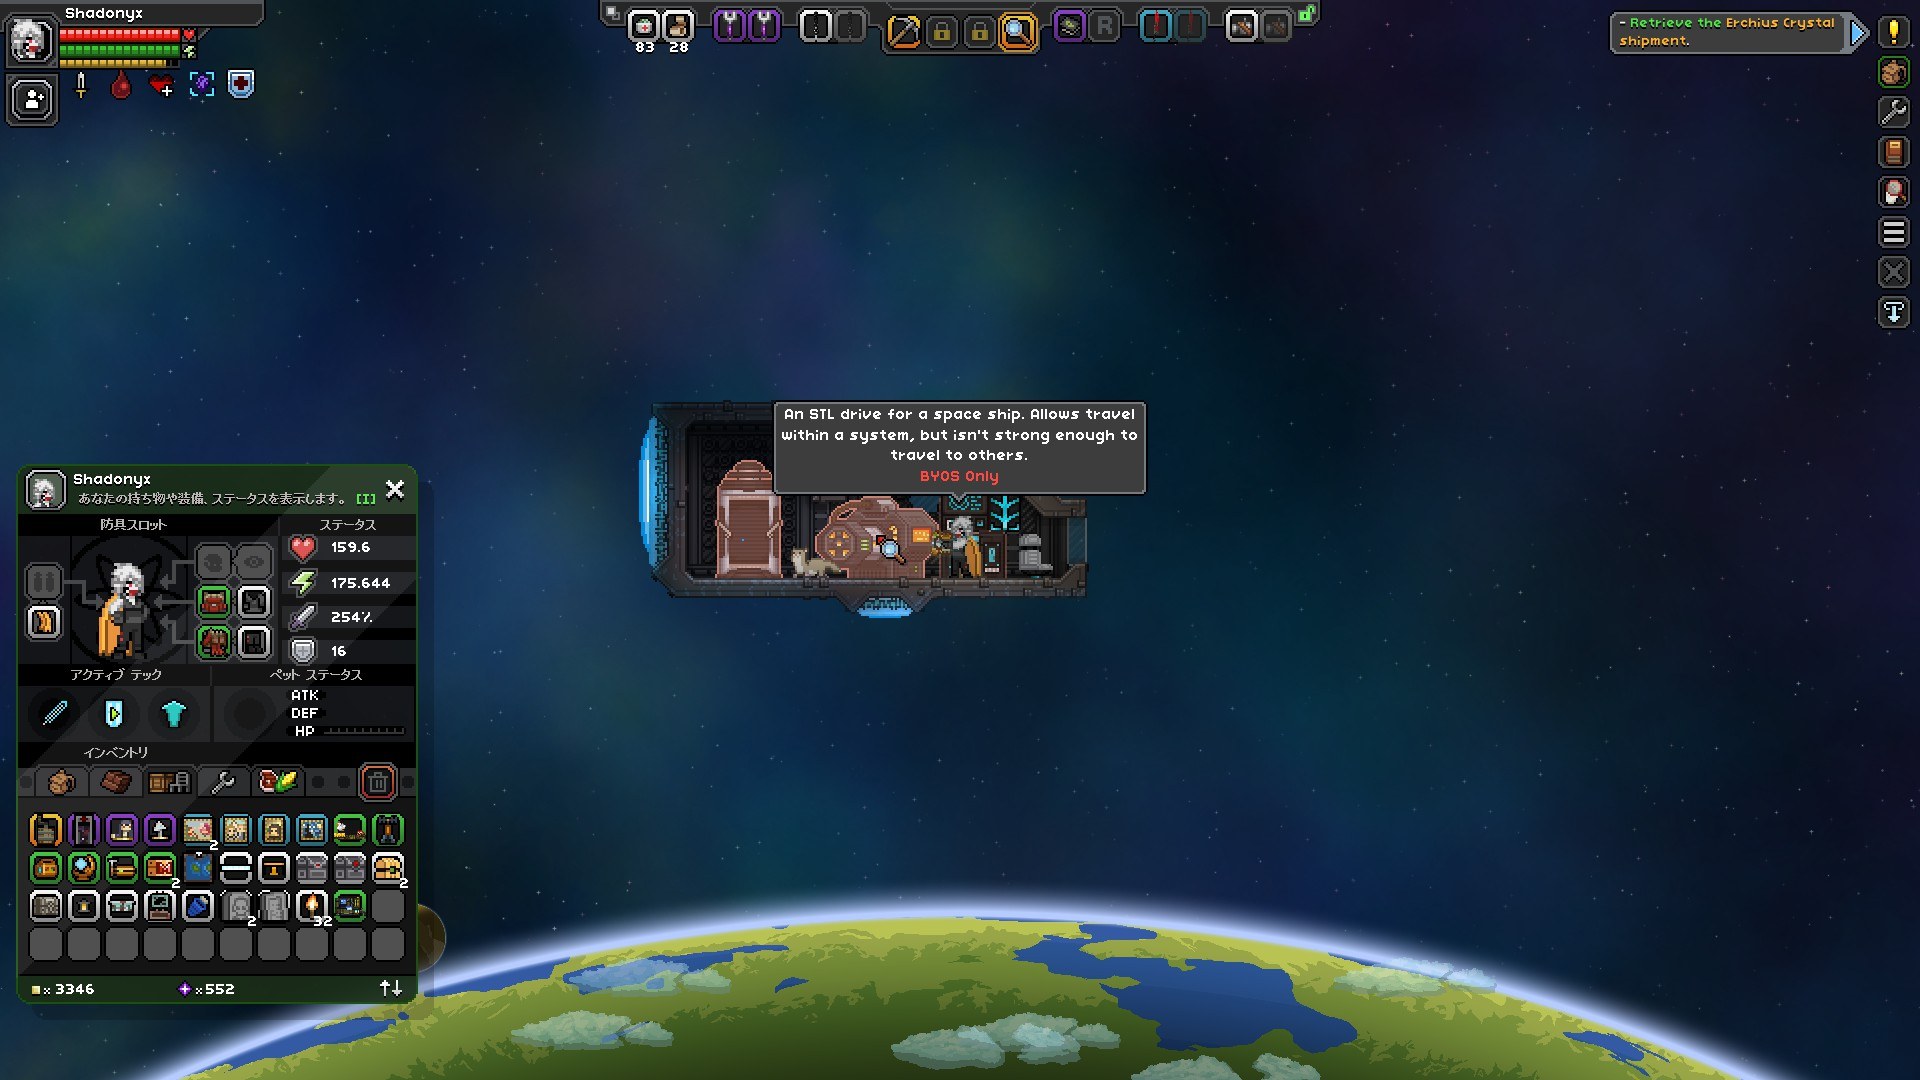 Shadonyx
83
28
R
- Retrieve the Erchius Crystal
shipment.
An STL drive for a space ship. Allows travel
within a system, but isn't strong enough to
travel to others.
BYOS Only
Shadonyx
あなたの持ち物や装備、ステータスを表示します。 [I]
防具スロット
ステータス
159.6
175.644
254%
16
アクティブ テック
ペット ステータス
ATK
DEF
HP
インベントリ
2
2
2
2
32
x 3346
x 552